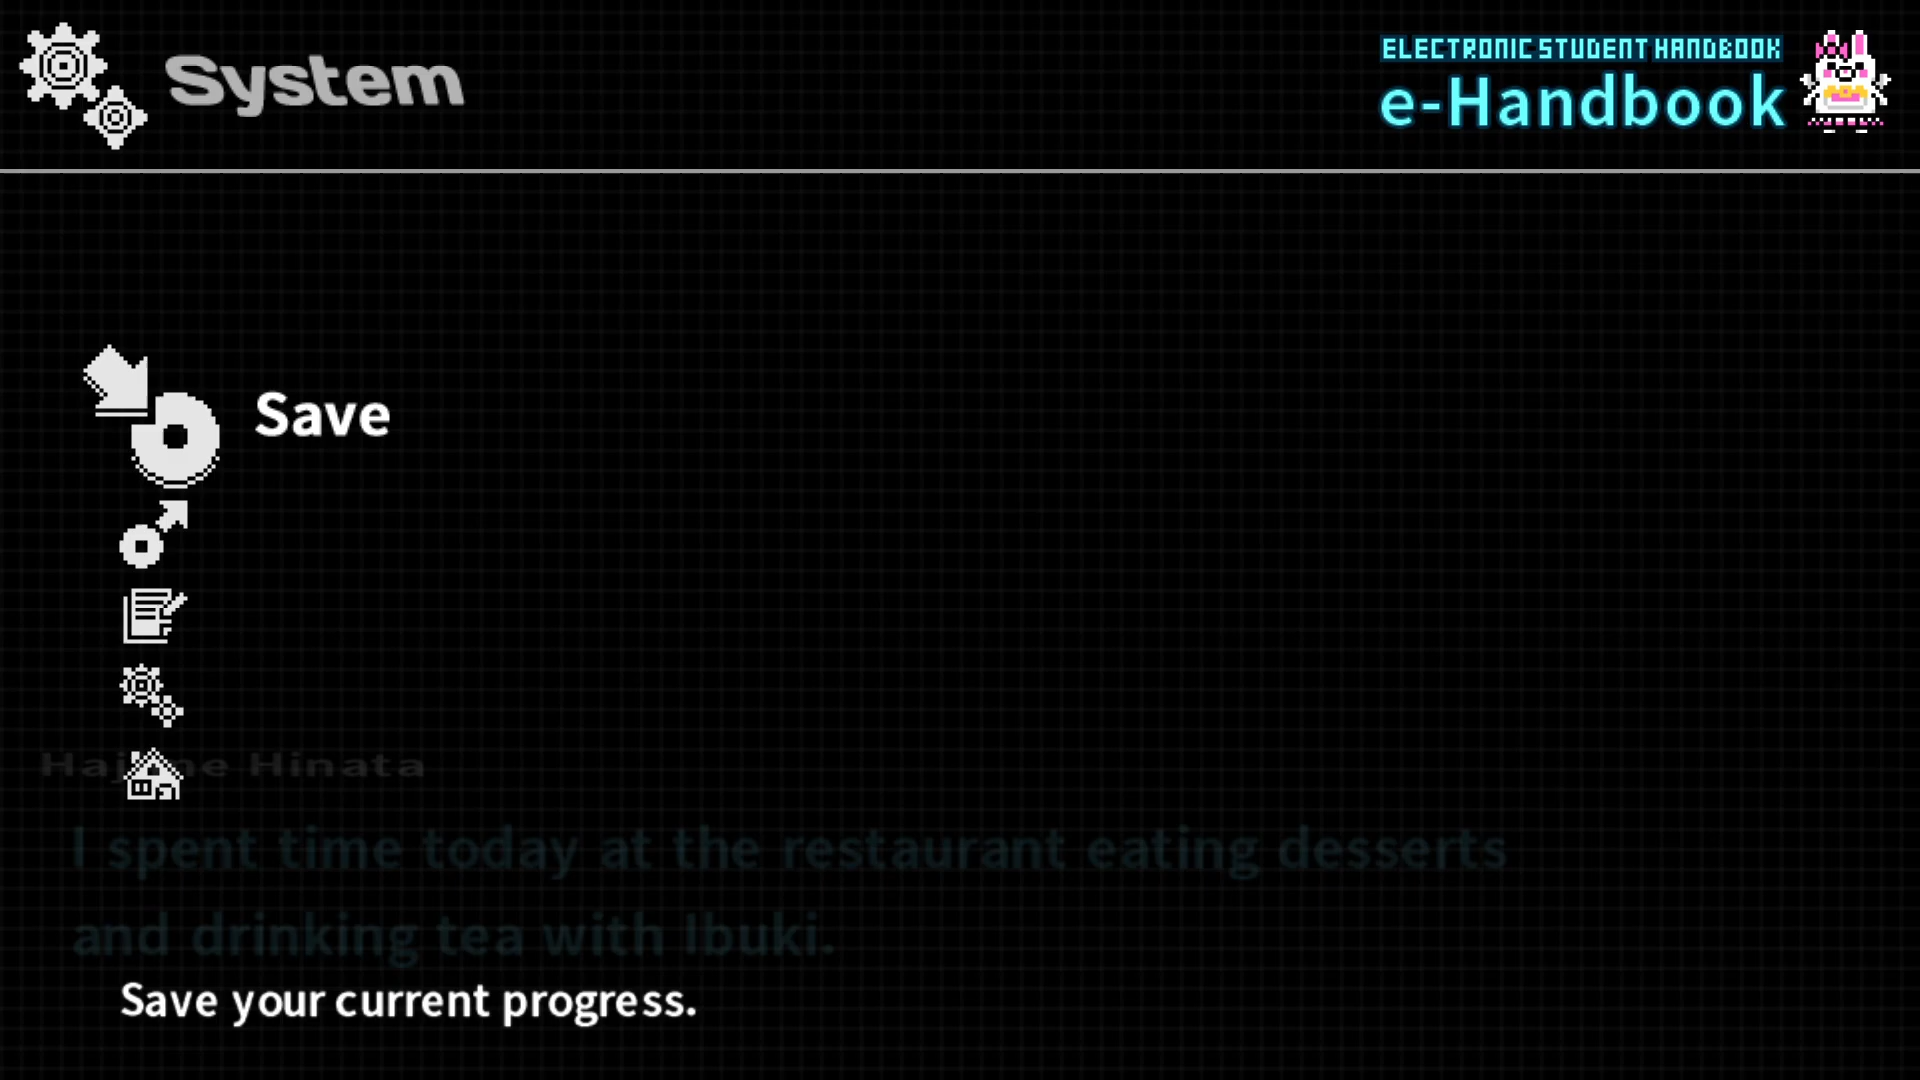 System
ELECTRONIC STUDENT HANDBOOK
e-Handbook
Save
Hajime Hinata
I spent time today at the restaurant eating desserts
and drinking tea with Ibuki.
Save your current progress.